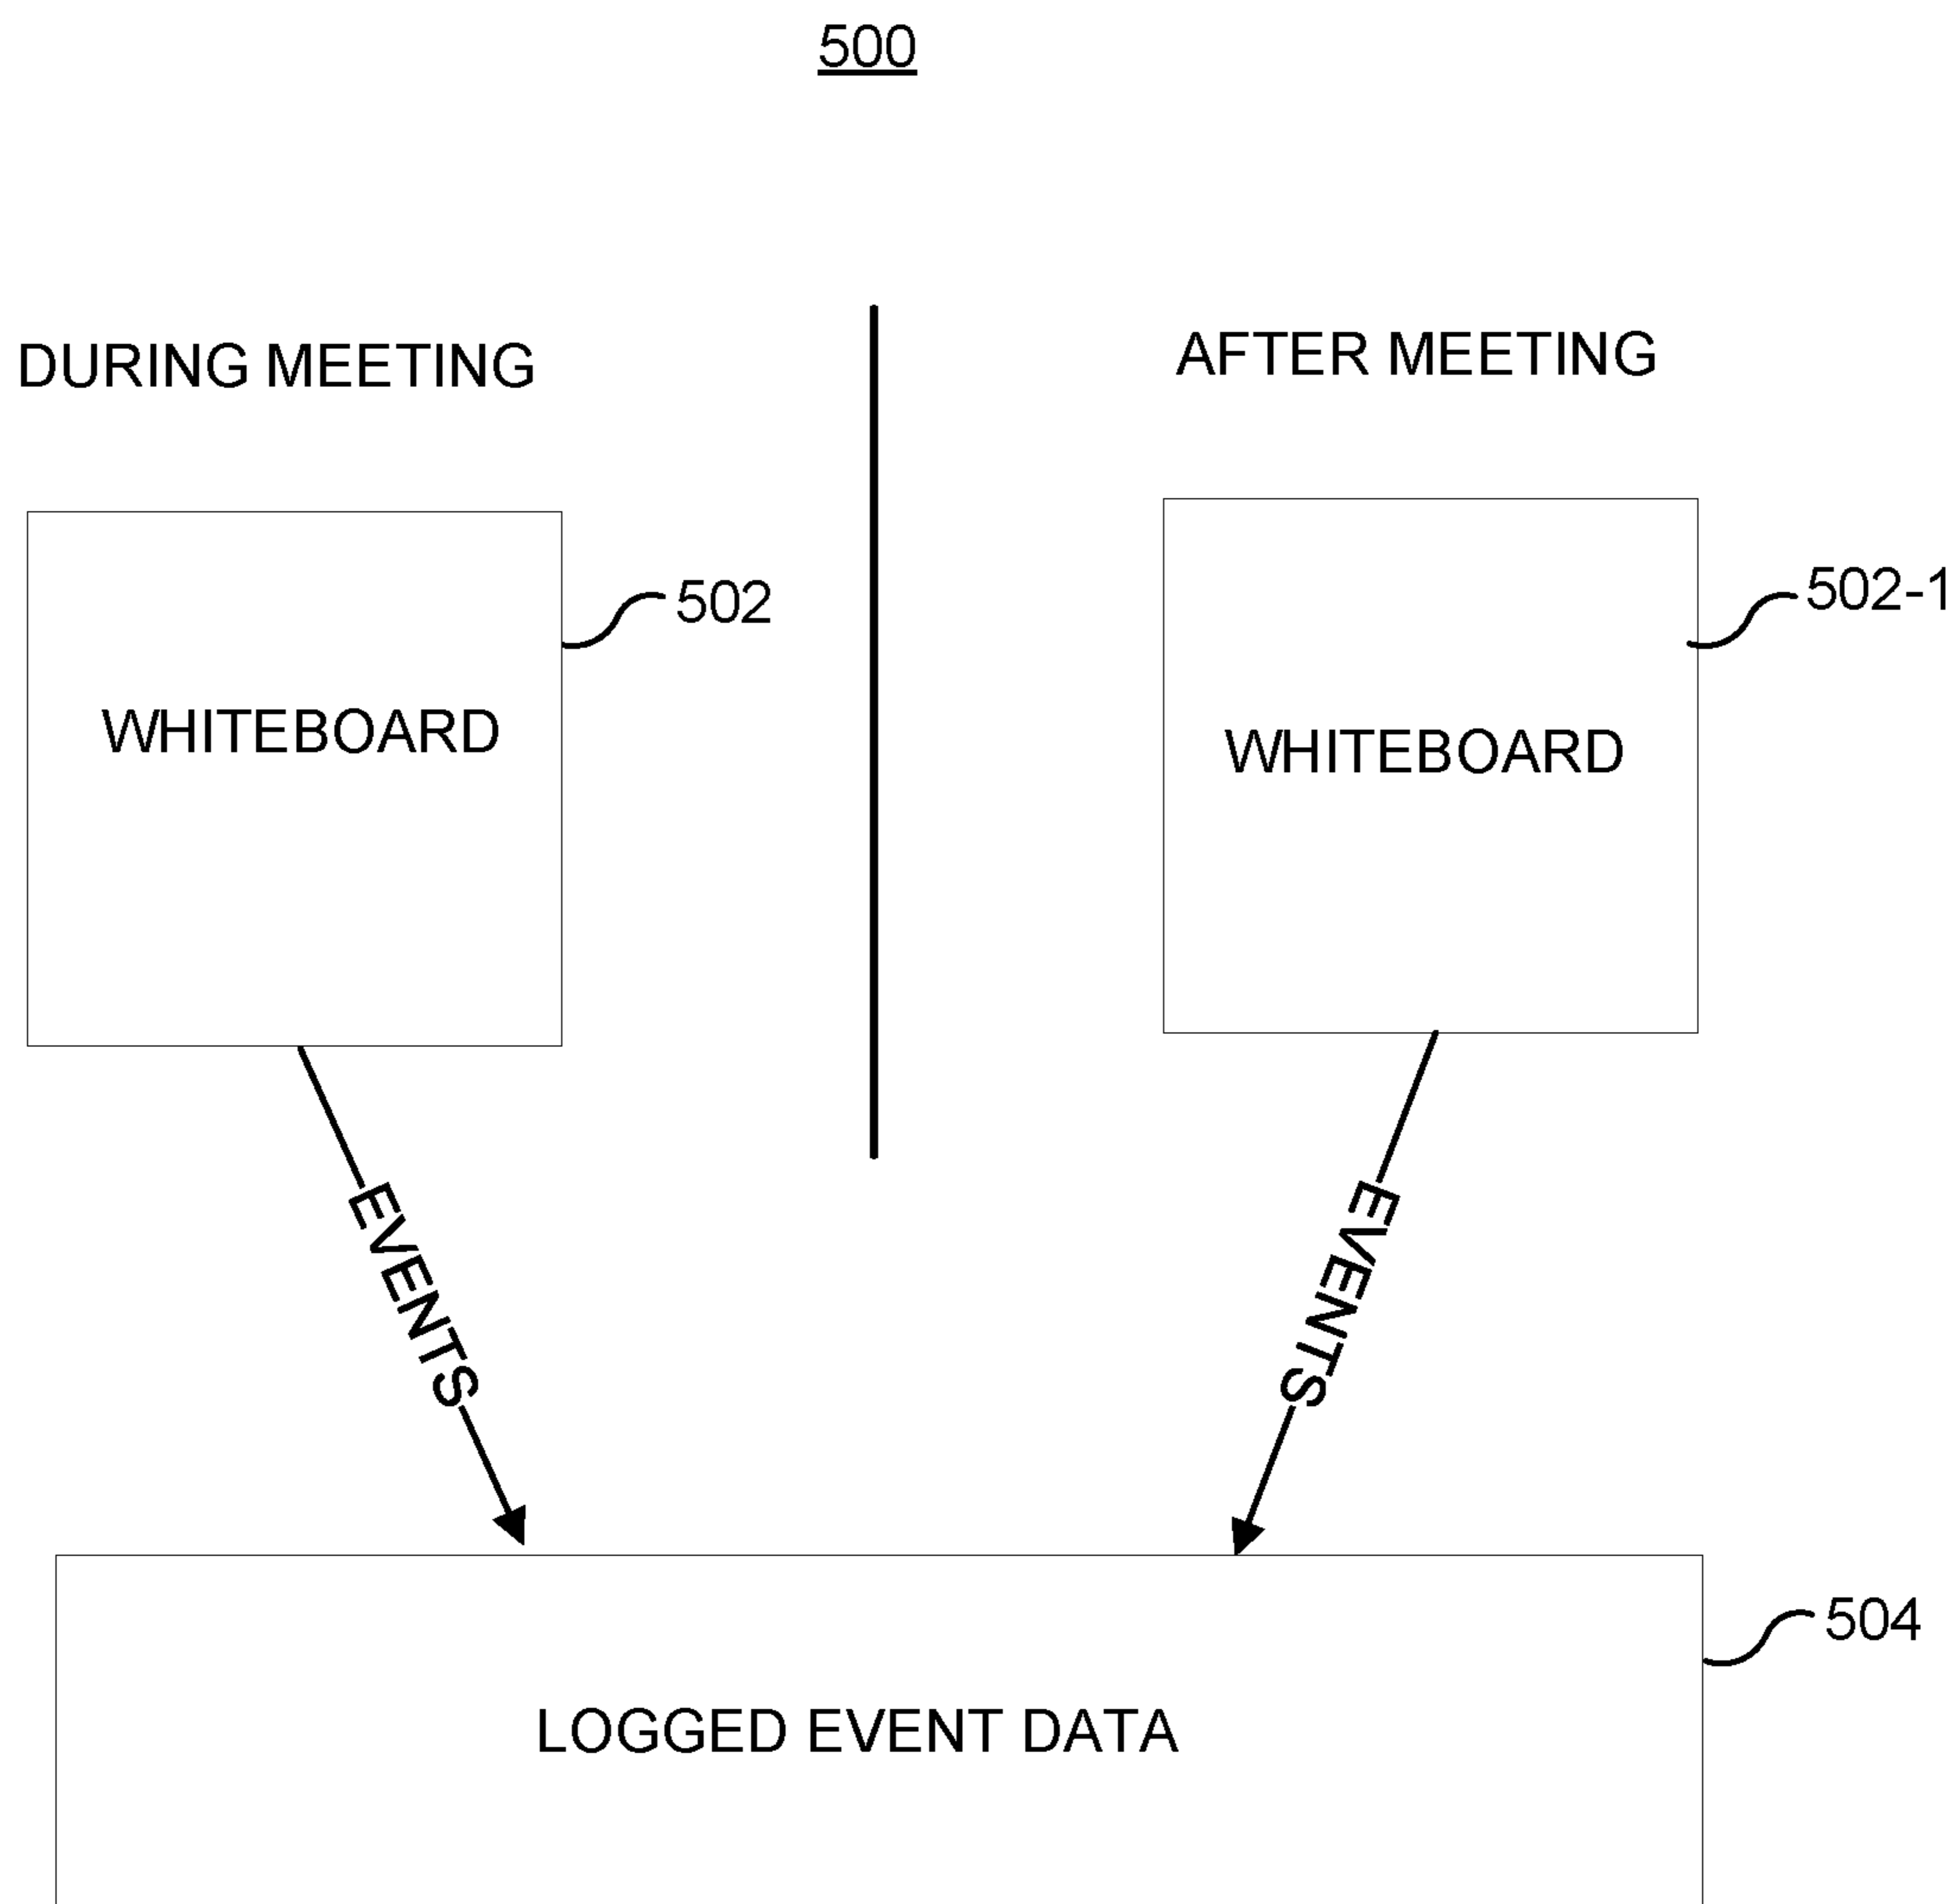 500
DURING MEETING
AFTER MEETING
502
502-1
WHITEBOARD
WHITEBOARD
EVENTS
EVENTS
504
LOGGED EVENT DATA